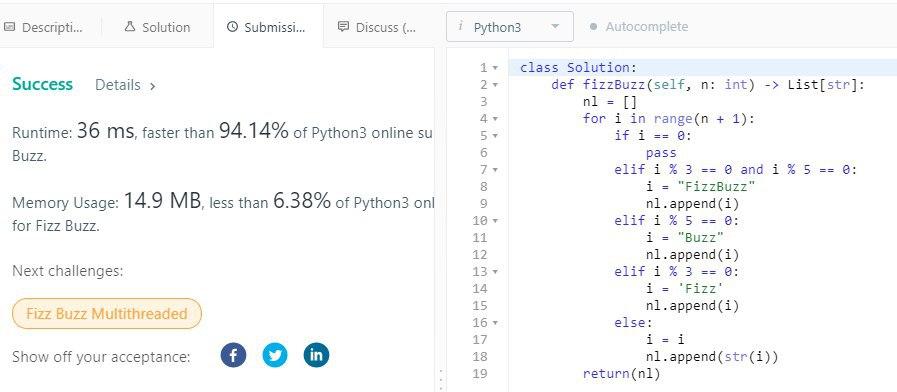 Descripti... Solution Submissi... Discuss (... i Python3 Autocomplete
Success Details >
Runtime: 36 ms, faster than 94.14% of Python3 online su
Buzz.
Memory Usage: 14.9 MB, less than 6.38% of Python3 onl
for Fizz Buzz.
Next challenges:
Fizz Buzz Multithreaded
Show off your acceptance: f in
1 class Solution:
2     def fizzBuzz(self, n: int) -> List[str]:
3         nl = []
4         for i in range(n + 1):
5             if i == 0:
6                 pass
7             elif i % 3 == 0 and i % 5 == 0:
8                 i = "FizzBuzz"
9                 nl.append(i)
10             elif i % 5 == 0:
11                 i = "Buzz"
12                 nl.append(i)
13             elif i % 3 == 0:
14                 i = 'Fizz'
15                 nl.append(i)
16             else:
17                 i = i
18                 nl.append(str(i))
19         return(nl)